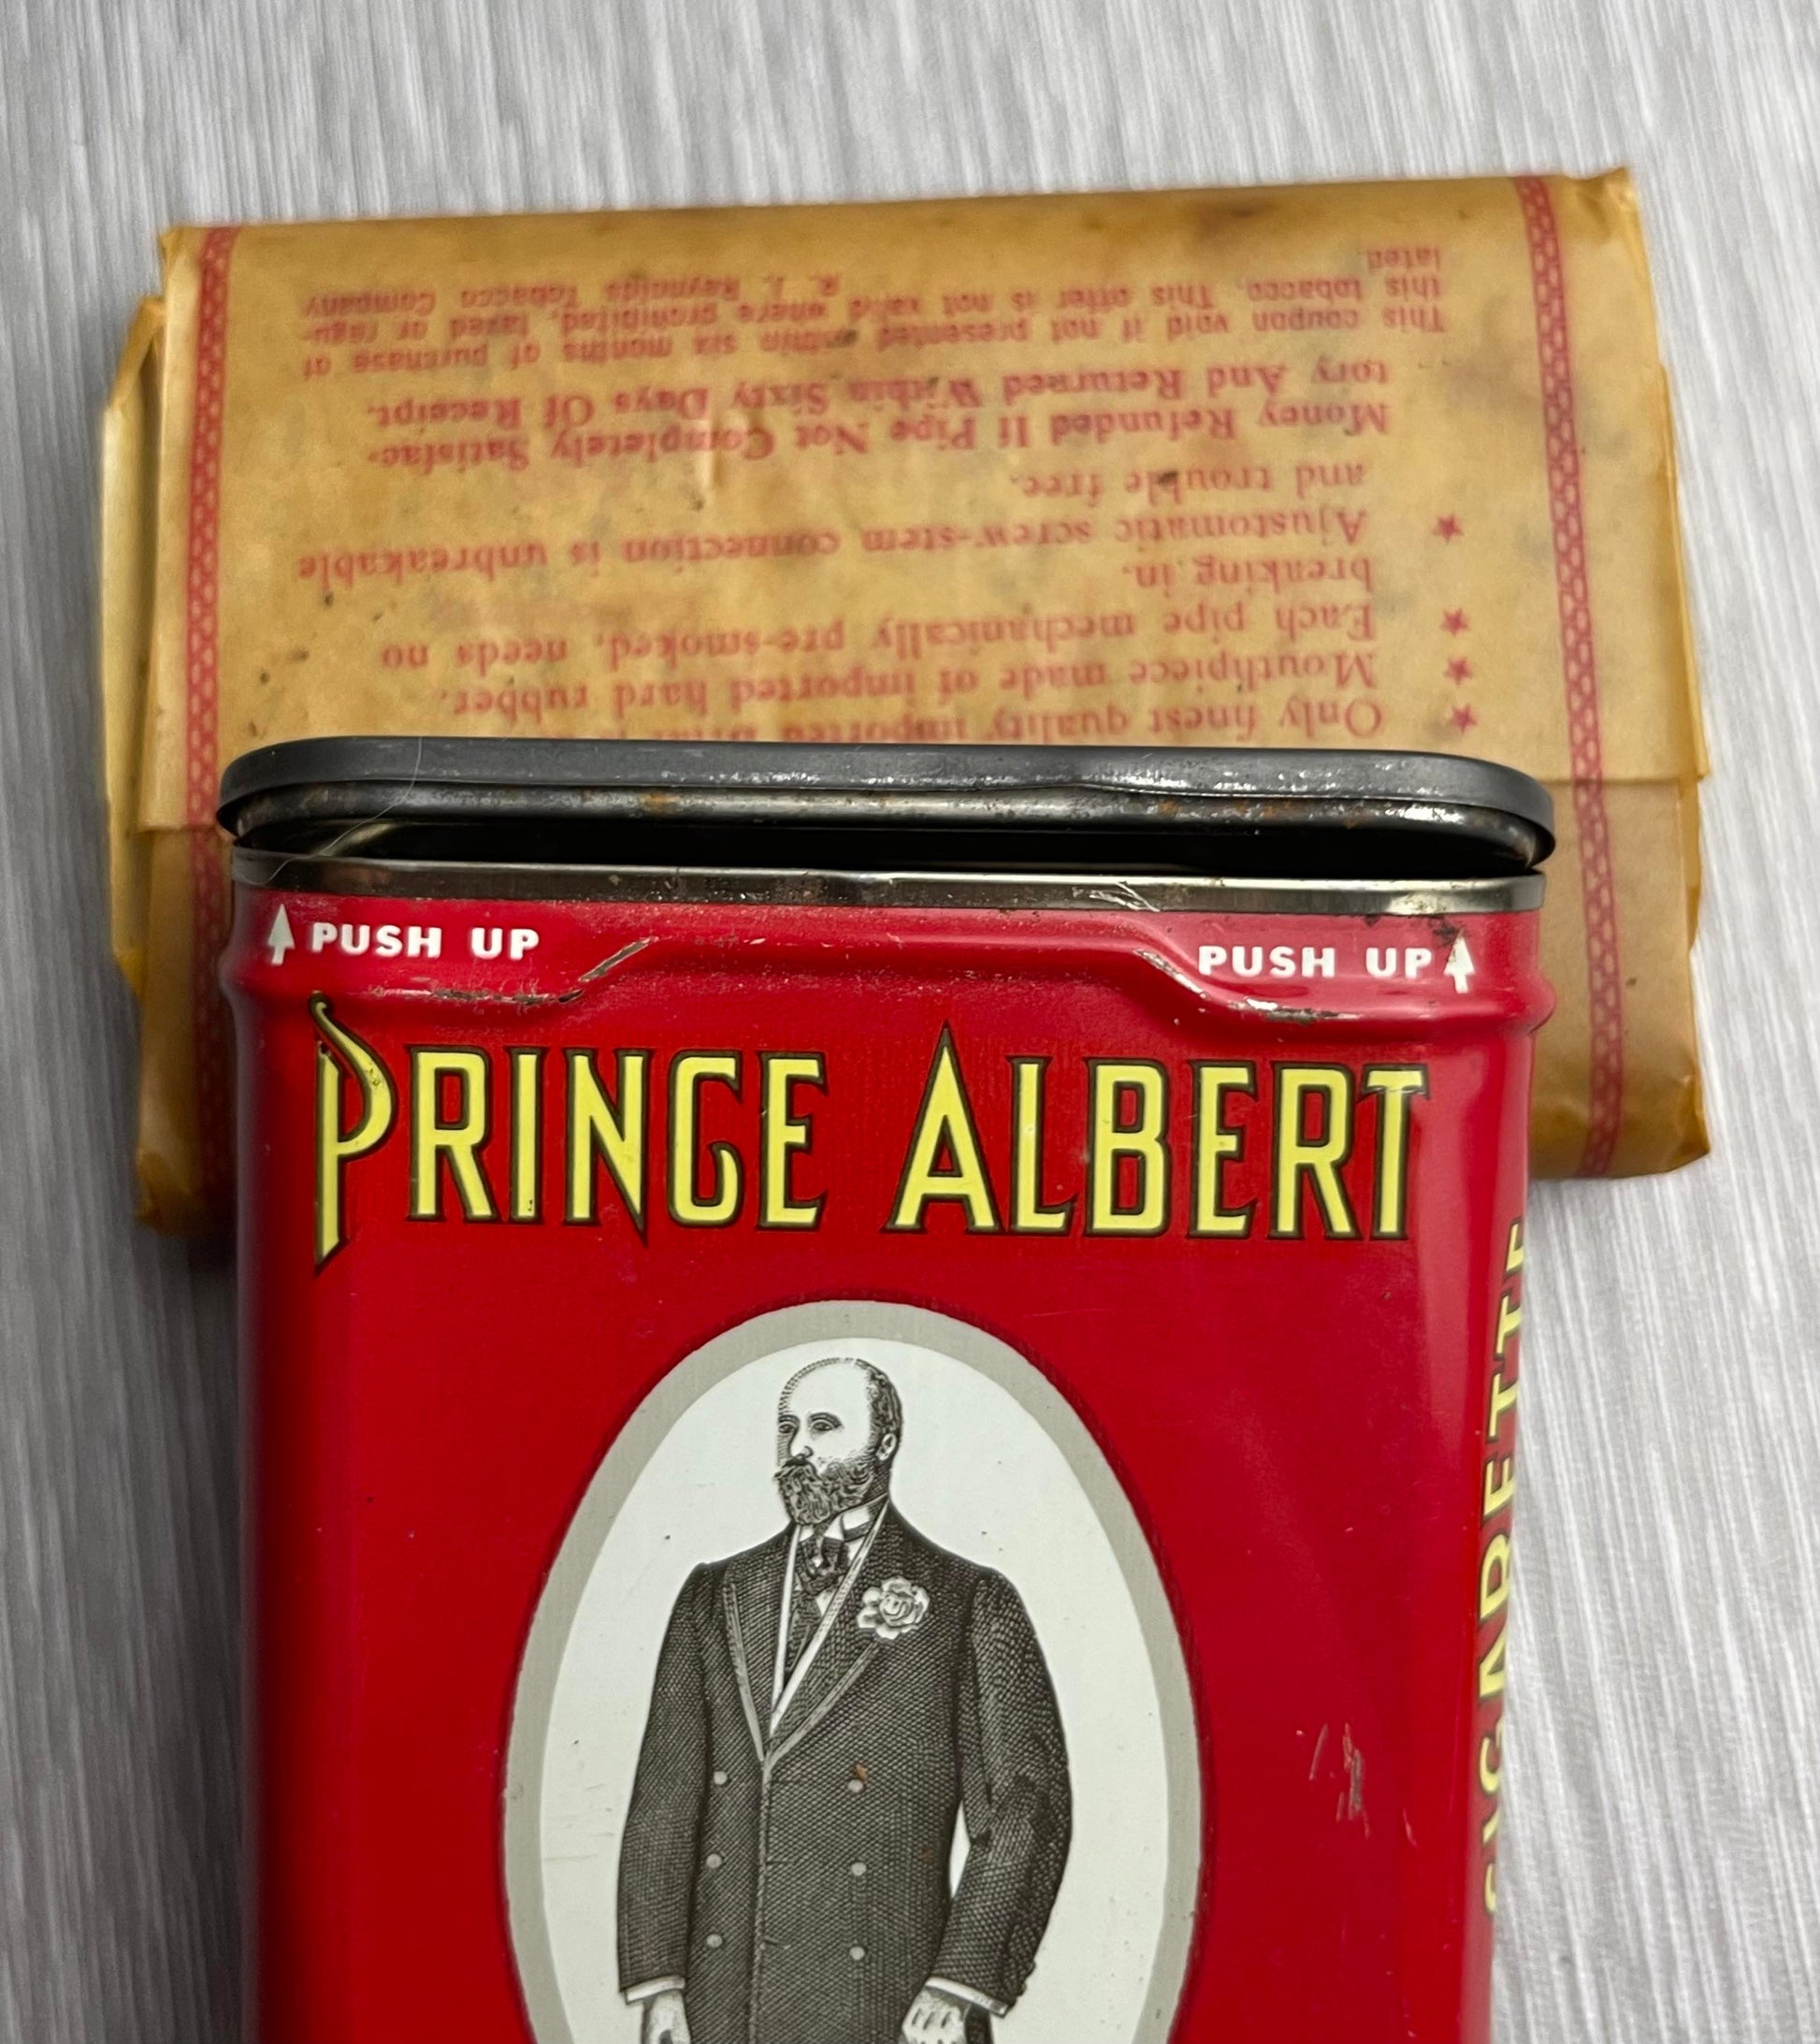 ★ Only finest quality imported
★ Mouthpiece made of imported hard rubber.
★ Each pipe mechanically pre-smoked, needs no
breaking in.
★ Ajustomatic screw-stem connection is unbreakable
and trouble free.
Money Refunded If Pipe Not Completely Satisfac-
tory And Returned Within Sixty Days Of Receipt.
This coupon void if not presented within six months of purchase of
this tobacco. This offer is not valid where prohibited, taxed or regu-
lated. R. J. Reynolds Tobacco Company
PUSH UP PUSH UP
PRINCE ALBERT
CIGARETTE